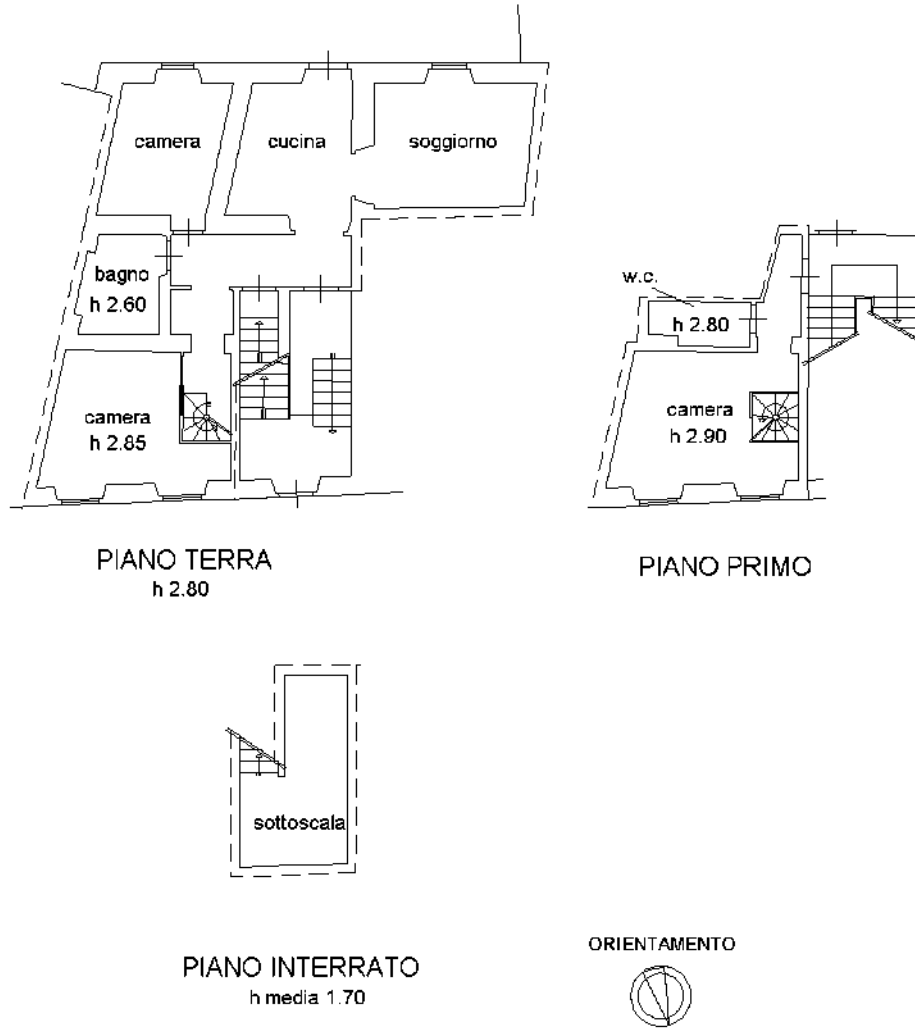 camera
cucina
soggiorno
bagno
h 2.60
camera
h 2.85
PIANO TERRA
h 2.80
w.c.
h 2.80
camera
h 2.90
PIANO PRIMO
sottoscala
PIANO INTERRATO
h media 1.70
ORIENTAMENTO